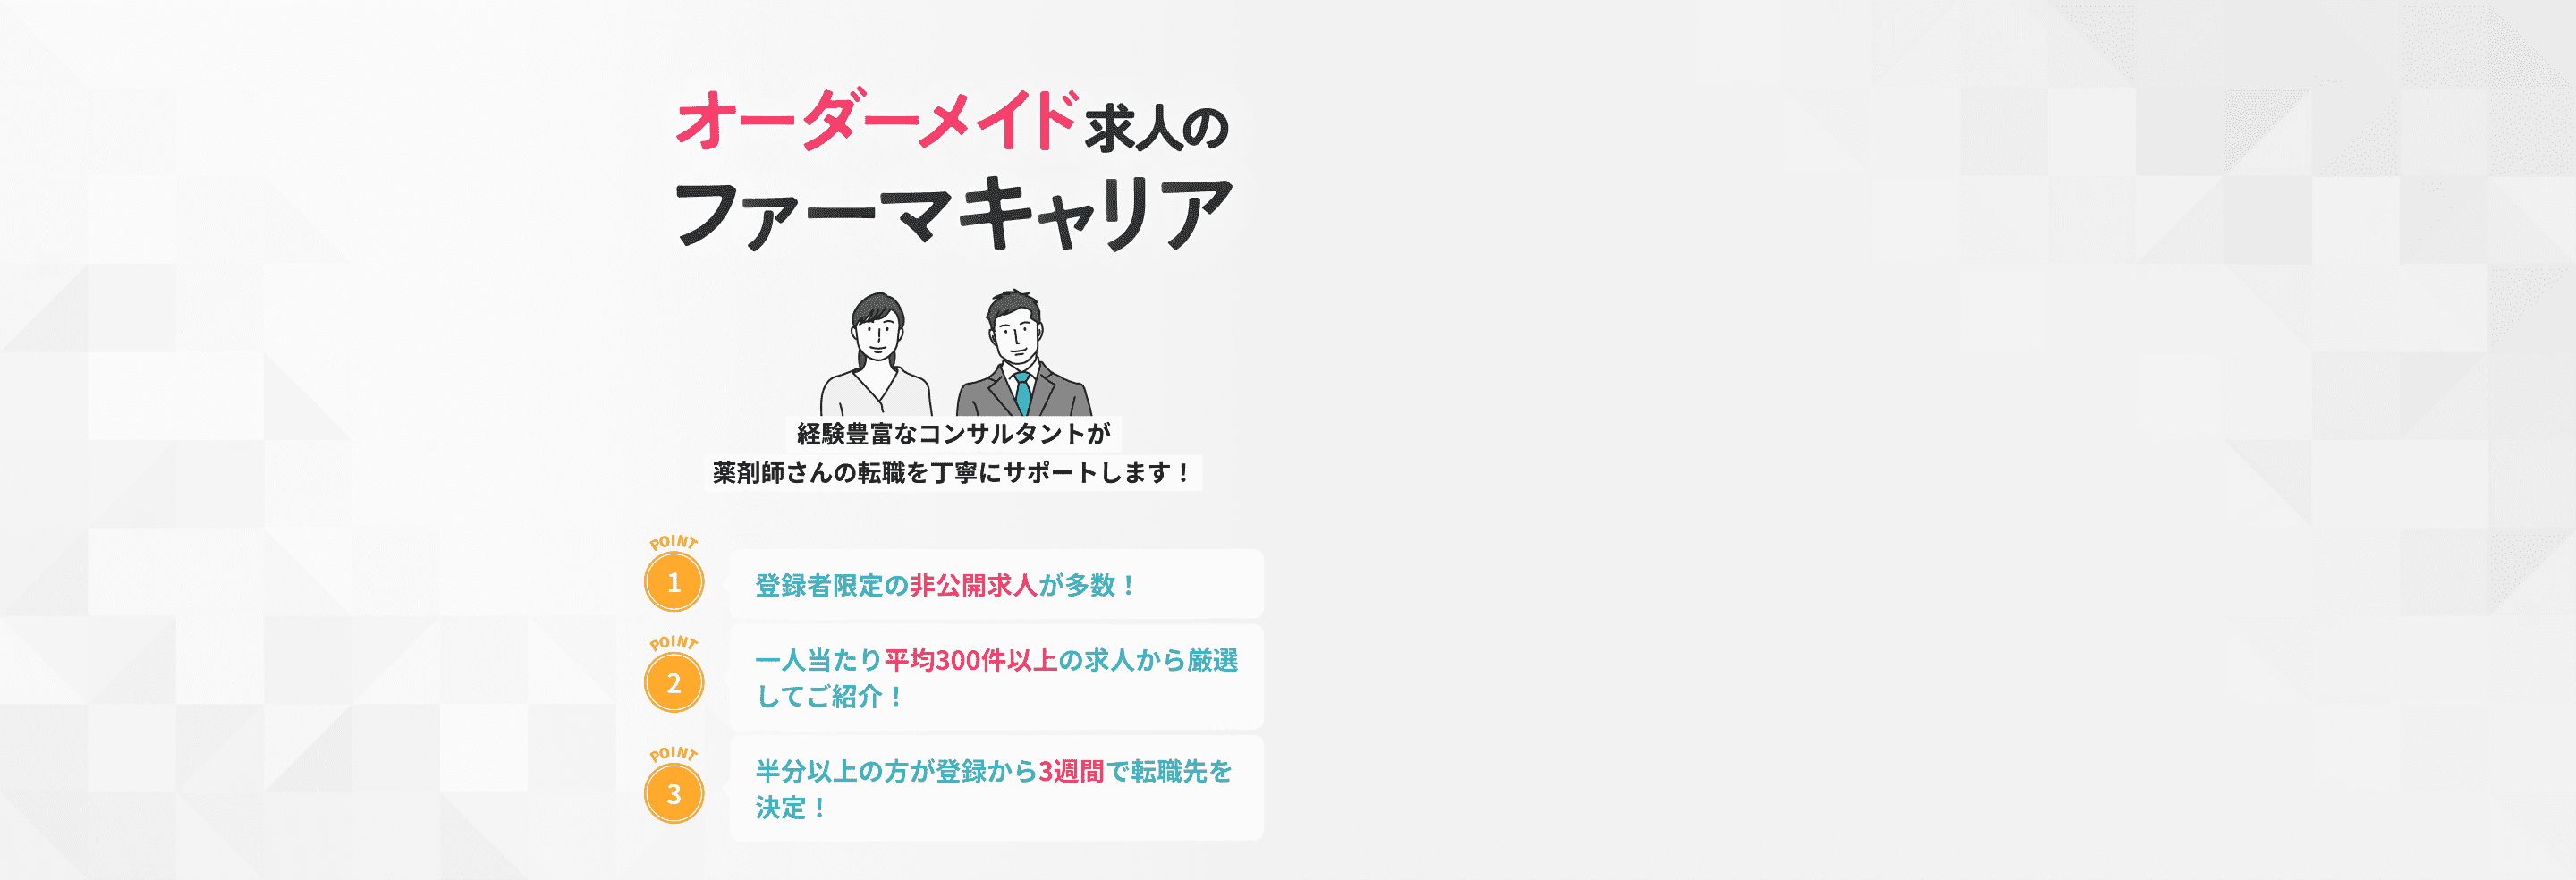 オーダーメイド求人の
ファーマキャリア
経験豊富なコンサルタントが
薬剤師さんの転職を丁寧にサポートします！
POINT
1
登録者限定の非公開求人が多数！
POINT
2
一人当たり平均300件以上の求人から厳選
してご紹介！
POINT
3
半分以上の方が登録から3週間で転職先を
決定！